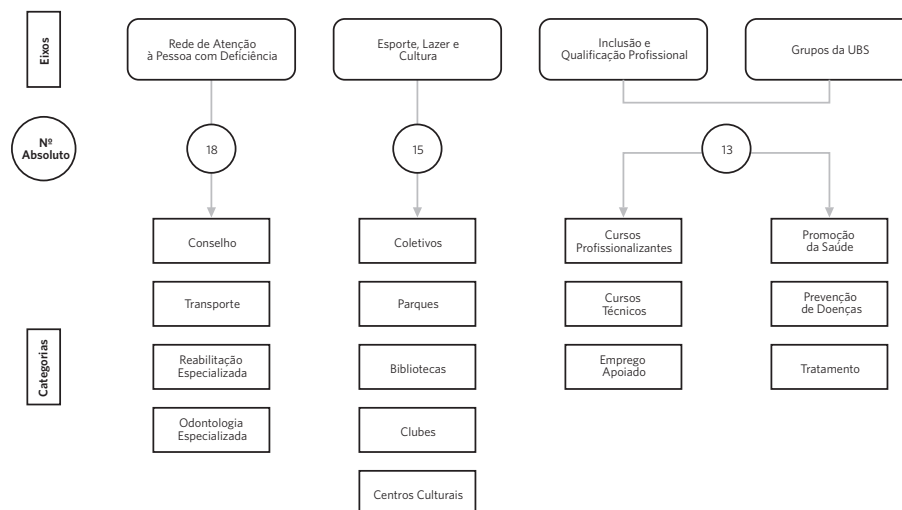 Eixos
Rede de Atenção
à Pessoa com Deficiência
Esporte, Lazer e
Cultura
Inclusão e
Qualificação Profissional
Grupos da UBS
Nº
Absoluto
18
15
13
Categorias
Conselho
Transporte
Reabilitação
Especializada
Odontologia
Especializada
Coletivos
Parques
Bibliotecas
Clubes
Centros Culturais
Cursos
Profissionalizantes
Cursos
Técnicos
Emprego
Apoiado
Promoção
da Saúde
Prevenção
de Doenças
Tratamento